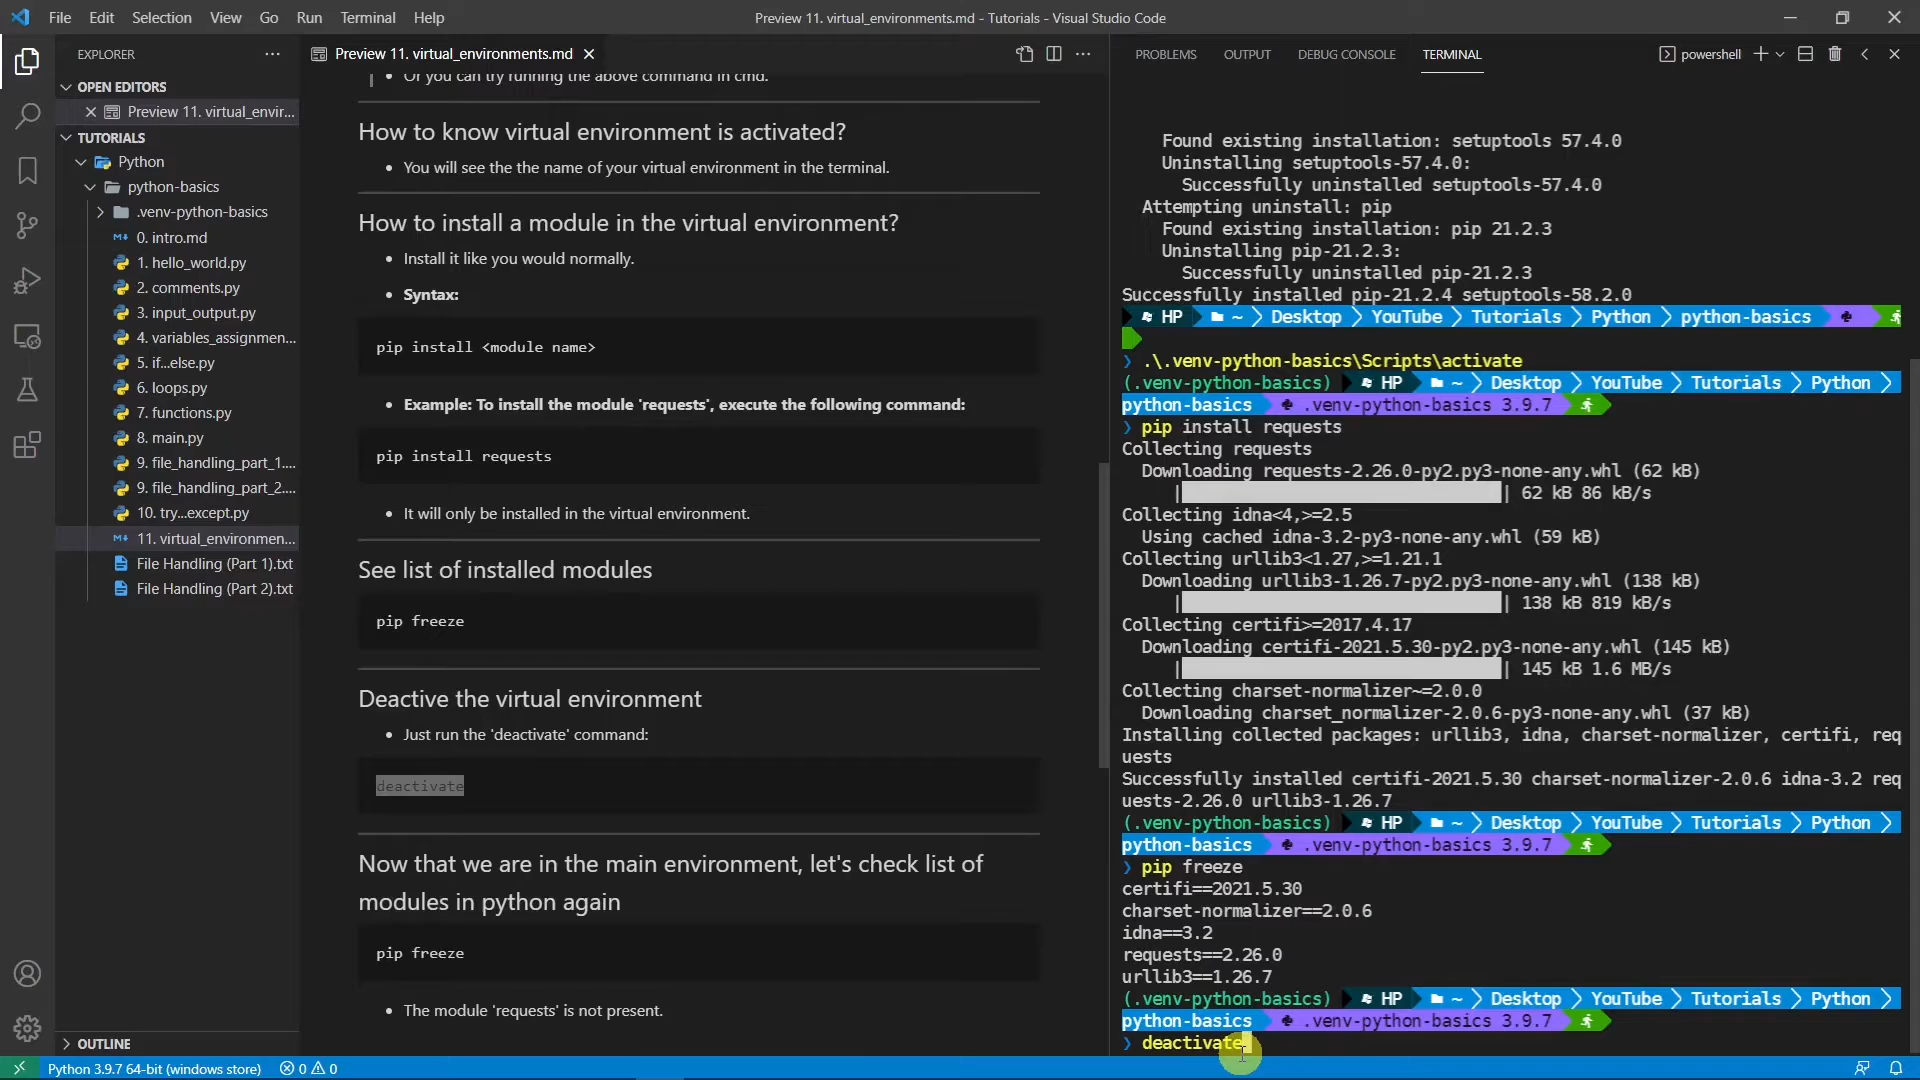 File Edit Selection View Go Run Terminal Help
Preview 11. virtual_environments.md - Tutorials - Visual Studio Code
EXPLORER
OPEN EDITORS
Preview 11. virtual_envir...
TUTORIALS
Python
python-basics
.venv-python-basics
0. intro.md
1. hello_world.py
2. comments.py
3. input_output.py
4. variables_assignmen...
5. if...else.py
6. loops.py
7. functions.py
8. main.py
9. file_handling_part_1....
9. file_handling_part_2....
10. try...except.py
11. virtual_environmen...
File Handling (Part 1).txt
File Handling (Part 2).txt
OUTLINE
Preview 11. virtual_environments.md
Or you can try running the above command in cmd.
How to know virtual environment is activated?
You will see the the name of your virtual environment in the terminal.
How to install a module in the virtual environment?
Install it like you would normally.
Syntax:
pip install <module name>
Example: To install the module 'requests', execute the following command:
pip install requests
It will only be installed in the virtual environment.
See list of installed modules
pip freeze
Deactive the virtual environment
Just run the 'deactivate' command:
deactivate
Now that we are in the main environment, let's check list of
modules in python again
pip freeze
The module 'requests' is not present.
PROBLEMS OUTPUT DEBUG CONSOLE TERMINAL powershell
Found existing installation: setuptools 57.4.0
Uninstalling setuptools-57.4.0:
Successfully uninstalled setuptools-57.4.0
Attempting uninstall: pip
Found existing installation: pip 21.2.3
Uninstalling pip-21.2.3:
Successfully uninstalled pip-21.2.3
Successfully installed pip-21.2.4 setuptools-58.2.0
HP ~ Desktop YouTube Tutorials Python python-basics
❯ .\.venv-python-basics\Scripts\activate
(.venv-python-basics) HP ~ Desktop YouTube Tutorials Python
python-basics .venv-python-basics 3.9.7
❯ pip install requests
Collecting requests
Downloading requests-2.26.0-py2.py3-none-any.whl (62 kB)
| | 62 kB 86 kB/s
Collecting idna<4,>=2.5
Using cached idna-3.2-py3-none-any.whl (59 kB)
Collecting urllib3<1.27,>=1.21.1
Downloading urllib3-1.26.7-py2.py3-none-any.whl (138 kB)
| | 138 kB 819 kB/s
Collecting certifi>=2017.4.17
Downloading certifi-2021.5.30-py2.py3-none-any.whl (145 kB)
| | 145 kB 1.6 MB/s
Collecting charset-normalizer~=2.0.0
Downloading charset_normalizer-2.0.6-py3-none-any.whl (37 kB)
Installing collected packages: urllib3, idna, charset-normalizer, certifi, req
uests
Successfully installed certifi-2021.5.30 charset-normalizer-2.0.6 idna-3.2 req
uests-2.26.0 urllib3-1.26.7
(.venv-python-basics) HP ~ Desktop YouTube Tutorials Python
python-basics .venv-python-basics 3.9.7
❯ pip freeze
certifi==2021.5.30
charset-normalizer==2.0.6
idna==3.2
requests==2.26.0
urllib3==1.26.7
(.venv-python-basics) HP ~ Desktop YouTube Tutorials Python
python-basics .venv-python-basics 3.9.7
❯ deactivate
Python 3.9.7 64-bit (windows store) 0 0